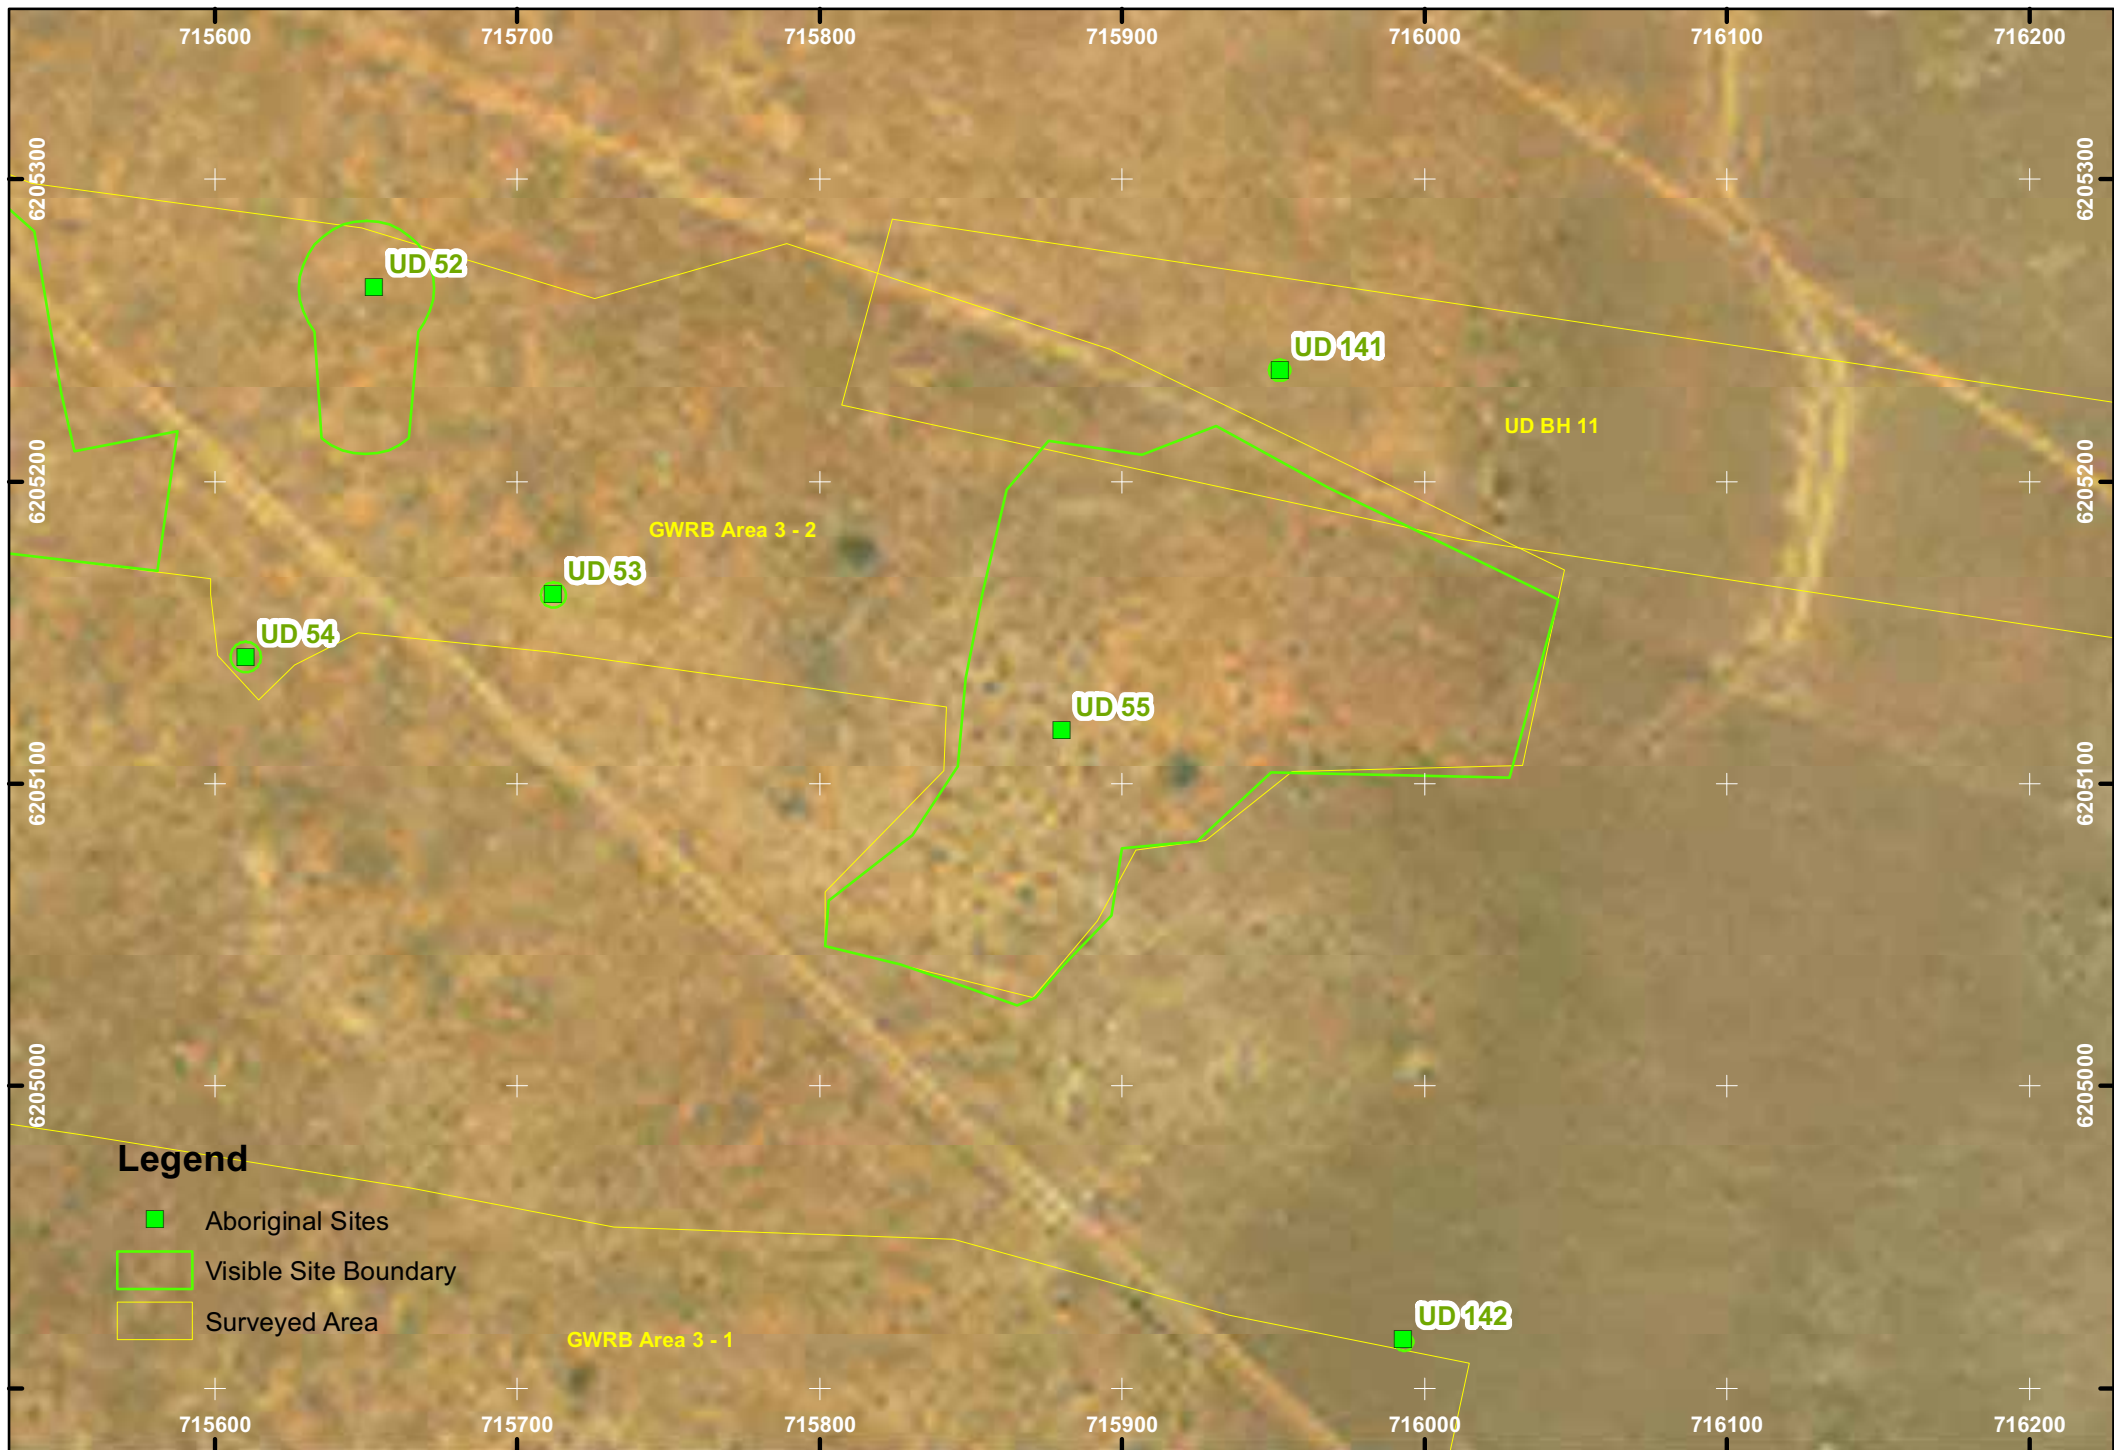 715600 715700 715800 715900 716000 716100 716200
6205300 6205300
UD 52
UD 141
UD BH 11
6205200 6205200
GWRB Area 3 - 2
UD 53
UD 54
UD 55
6205100 6205100
6205000 6205000
Legend
Aboriginal Sites
Visible Site Boundary
Surveyed Area
UD 142
GWRB Area 3 - 1
715600 715700 715800 715900 716000 716100 716200